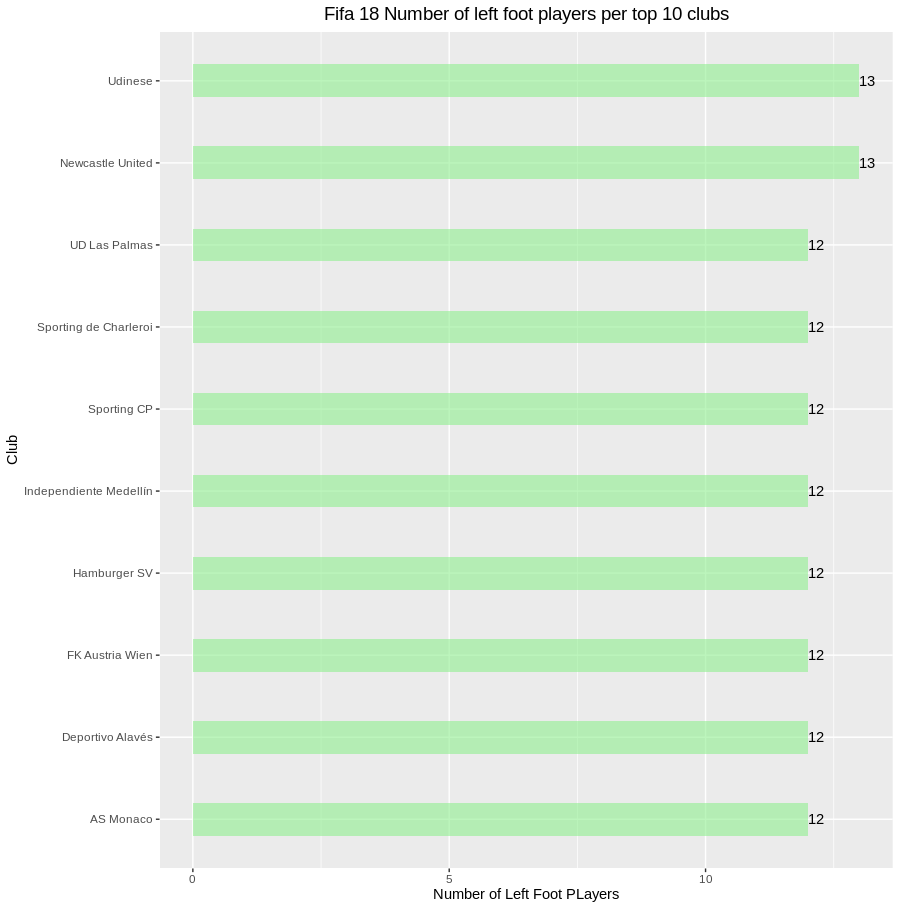 Fifa 18 Number of left foot players per top 10 clubs
Udinese
13
Newcastle United
13
UD Las Palmas
12
Sporting de Charleroi
12
Sporting CP
12
Club
Independiente Medellín
12
Hamburger SV
12
FK Austria Wien
12
Deportivo Alavés
12
AS Monaco
12
0 5 10
Number of Left Foot PLayers